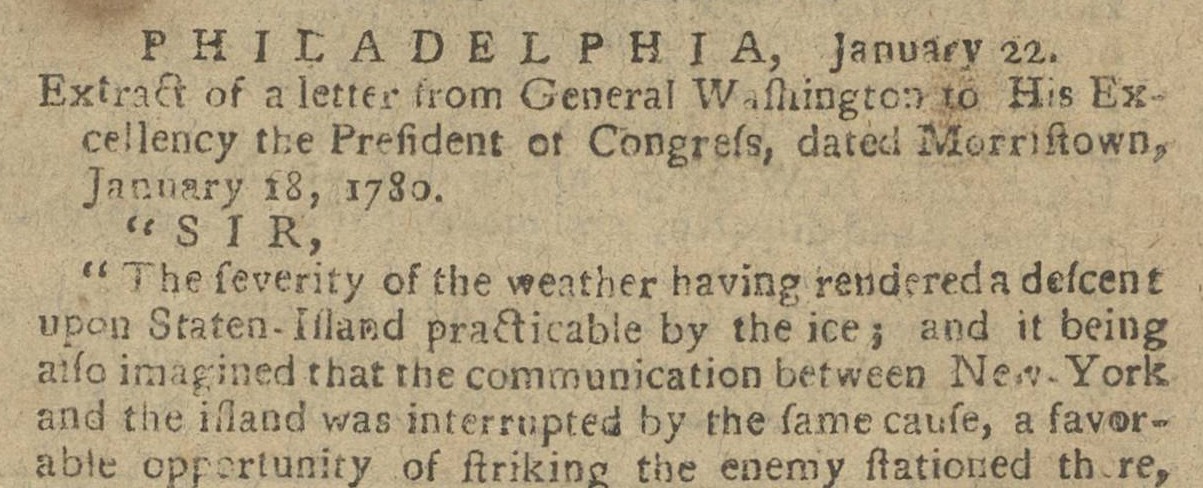 PHILADELPHIA, January 22.
Extract of a letter from General Waſhington to His Ex-
cellency the Preſident of Congreſs, dated Morriſtown,
January 18, 1780.
“SIR,
“The ſeverity of the weather having rendered a deſcent
upon Staten-Iſland practicable by the ice; and it being
alſo imagined that the communication between New-York
and the iſland was interrupted by the ſame cauſe, a favor-
able opportunity of ſtriking the enemy ſtationed there,